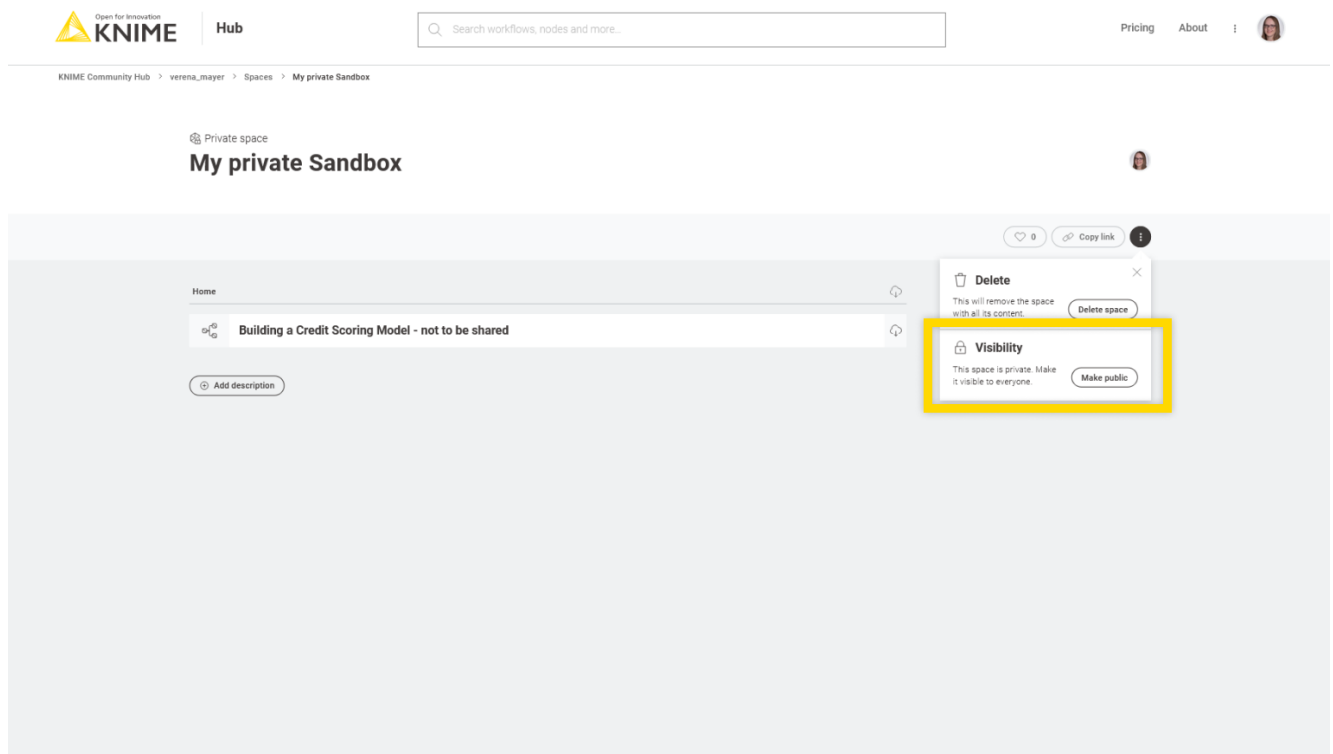 Open for Innovation
KNIME
Hub
Search workflows, nodes and more...
Pricing
About
KNIME Community Hub > verena_mayer > Spaces > My private Sandbox
Private space
My private Sandbox
0
Copy link
Home
Building a Credit Scoring Model - not to be shared
Add description
Delete
This will remove the space
with all its content.
Delete space
Visibility
This space is private. Make
it visible to everyone.
Make public